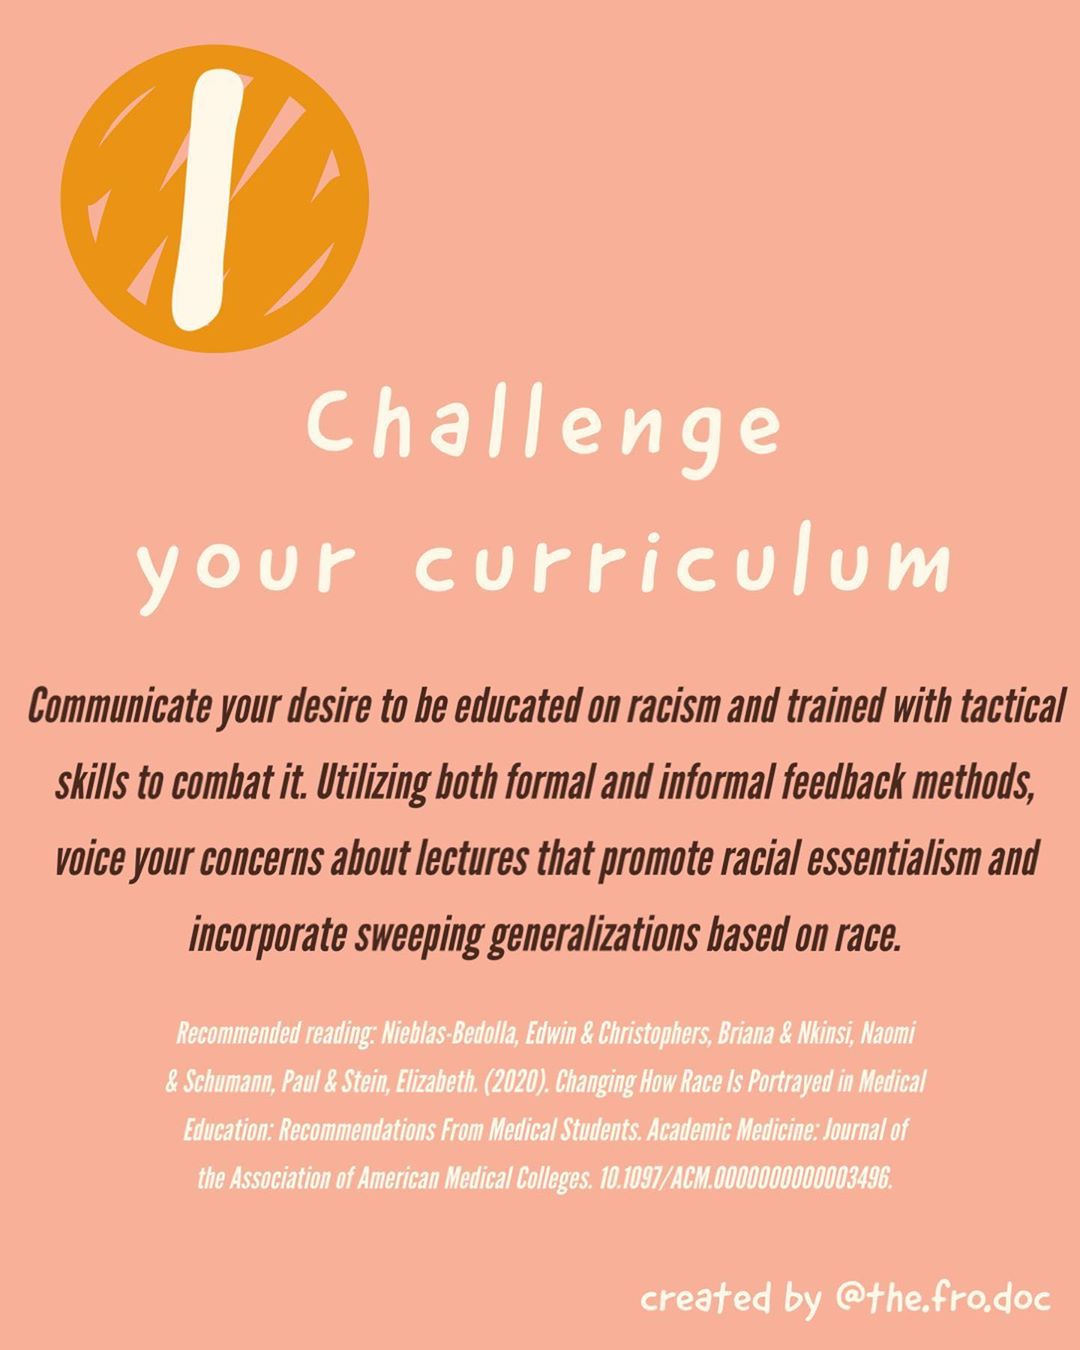 1
Challenge
your curriculum
Communicate your desire to be educated on racism and trained with tactical
skills to combat it. Utilizing both formal and informal feedback methods,
voice your concerns about lectures that promote racial essentialism and
incorporate sweeping generalizations based on race.
Recommended reading: Nieblas-Bedolla, Edwin & Christophers, Briana & Nkinsi, Naomi
& Schumann, Paul & Stein, Elizabeth. (2020). Changing How Race Is Portrayed in Medical
Education: Recommendations From Medical Students. Academic Medicine: Journal of
the Association of American Medical Colleges. 10.1097/ACM.0000000000003496.
created by @the.fro.doc